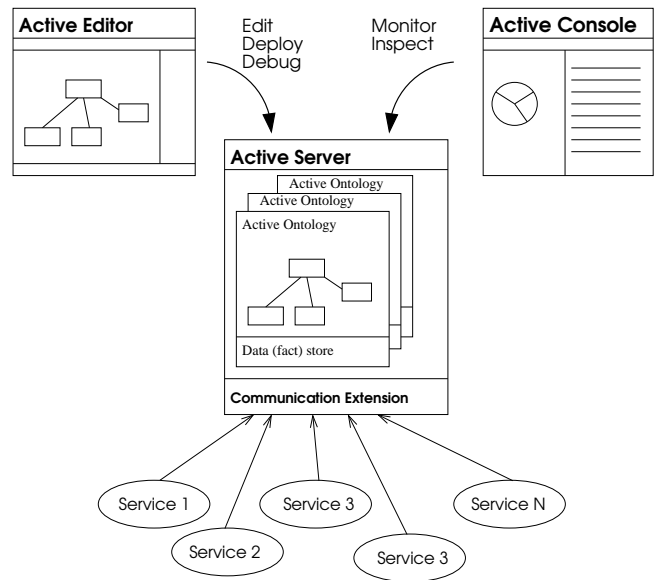 Active Editor
Edit
Deploy
Debug
Monitor
Inspect
Active Console
Active Server
Active Ontology
Active Ontology
Active Ontology
Data (fact) store
Communication Extension
Service 1
Service 2
Service 3
Service 3
Service N